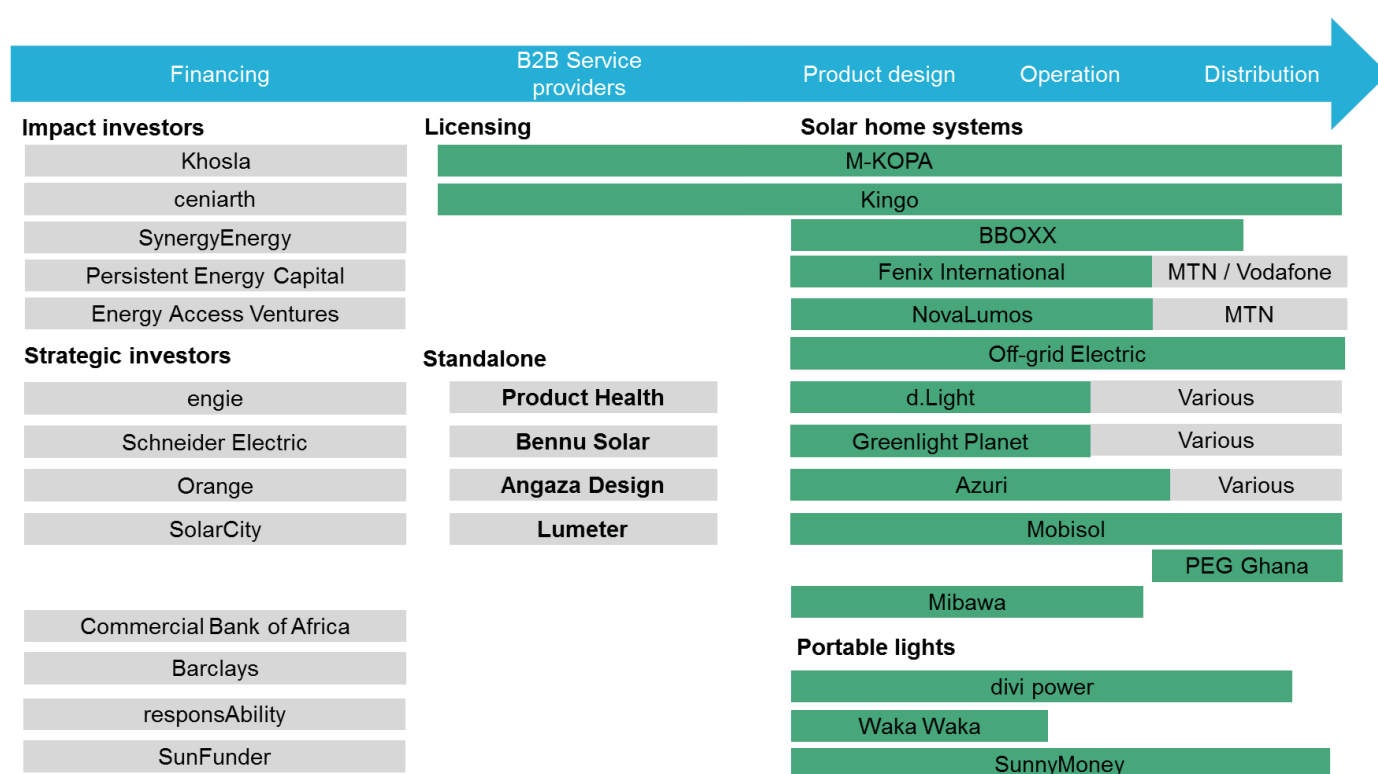 Financing
B2B Service
providers
Product design
Operation
Distribution
Impact investors
Khosla
ceniarth
SynergyEnergy
Persistent Energy Capital
Energy Access Ventures
Strategic investors
engie
Schneider Electric
Orange
SolarCity
Commercial Bank of Africa
Barclays
responsAbility
SunFunder
Licensing
Standalone
Product Health
Bennu Solar
Angaza Design
Lumeter
Solar home systems
M-KOPA
Kingo
BBOXX
Fenix International
MTN / Vodafone
NovaLumos
MTN
Off-grid Electric
d.Light
Various
Greenlight Planet
Various
Azuri
Various
Mobisol
PEG Ghana
Mibawa
Portable lights
divi power
Waka Waka
SunnyMoney